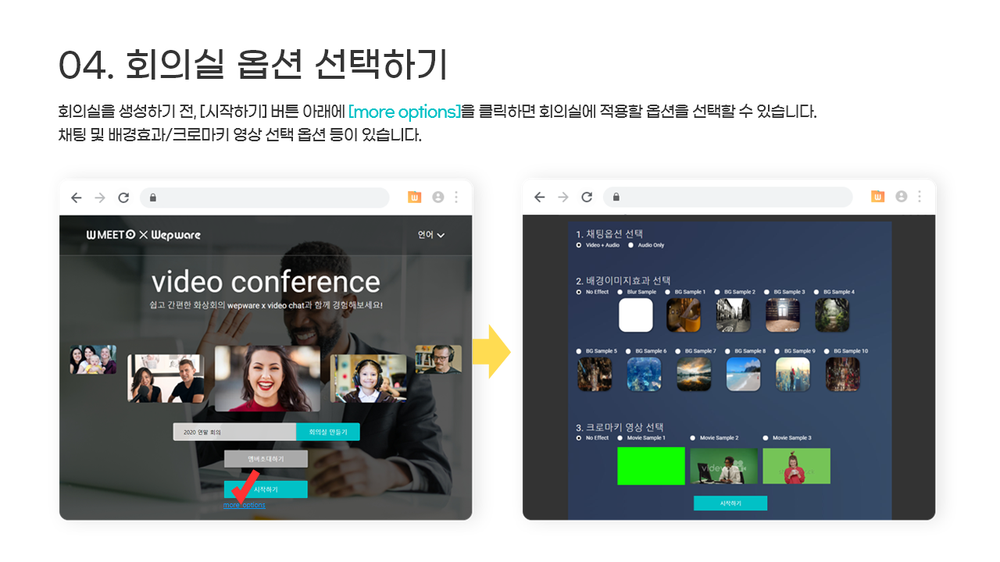 04. 회의실 옵션 선택하기
회의실을 생성하기 전, [시작하기] 버튼 아래에 [more options]을 클릭하면 회의실에 적용할 옵션을 선택할 수 있습니다.
채팅 및 배경효과/크로마키 영상 선택 옵션 등이 있습니다.
W MEETO X Wepware
언어
video conference
쉽고 간편한 화상회의 wepware x video chat과 함께 경험해보세요!
2020 연말 회의
회의실 만들기
멤버초대하기
시작하기
more options
1. 채팅옵션 선택
Video + Audio Audio Only
2. 배경이미지효과 선택
No Effect Blur Sample BG Sample 1 BG Sample 2 BG Sample 3 BG Sample 4
BG Sample 5 BG Sample 6 BG Sample 7 BG Sample 8 BG Sample 9 BG Sample 10
3. 크로마키 영상 선택
No Effect Movie Sample 1 Movie Sample 2 Movie Sample 3
시작하기